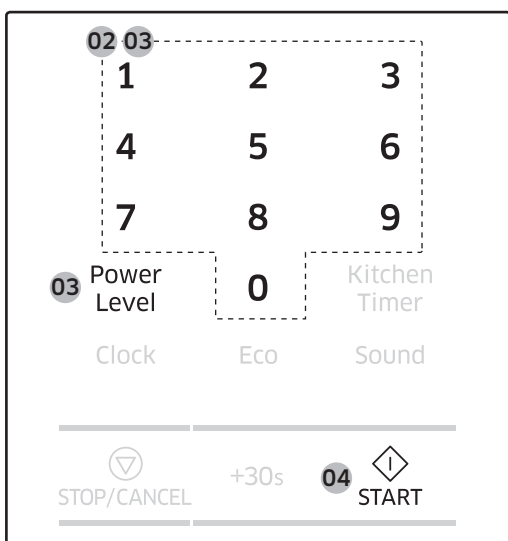 02 03
1 2 3
4 5 6
7 8 9
03 Power Level 0 Kitchen Timer
Clock Eco Sound
STOP/CANCEL +30s 04 START